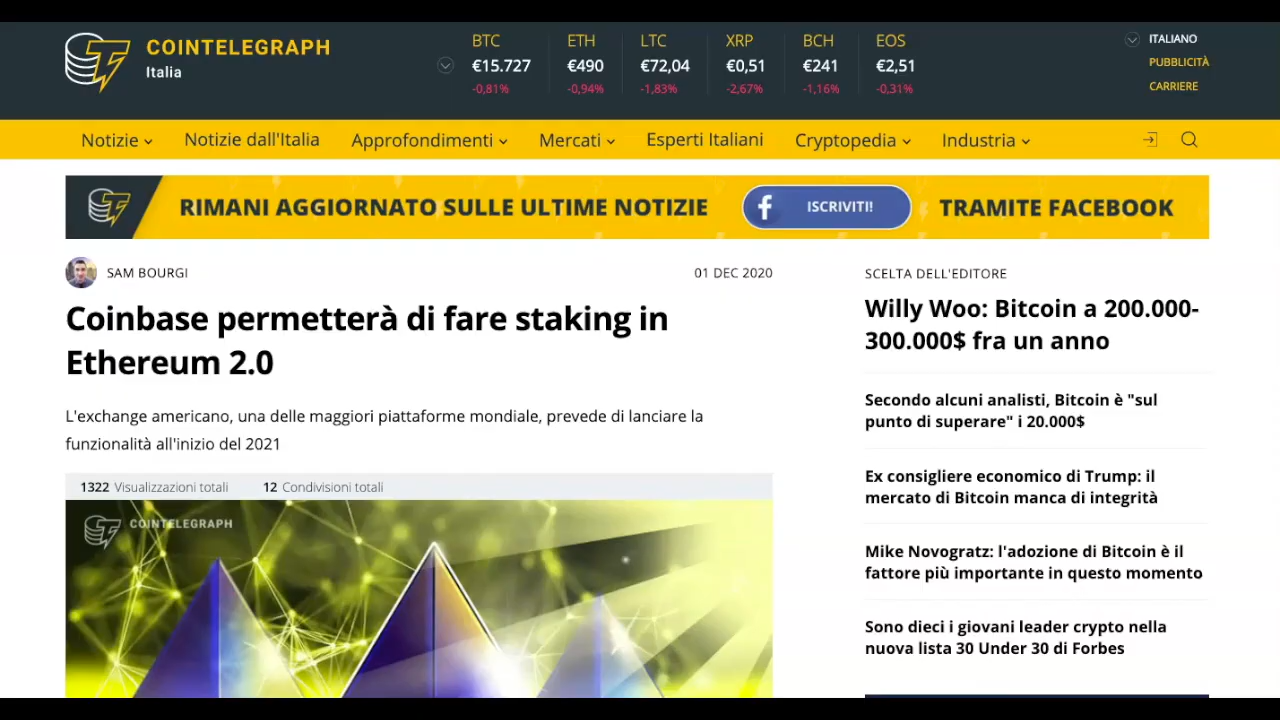 COINTELEGRAPH
Italia
BTC ETH LTC XRP BCH EOS
€15.727 €490 €72,04 €0,51 €241 €2,51
-0,81% -0,94% -1,83% -2,67% -1,16% -0,31%
ITALIANO
PUBBLICITÀ
CARRIERE
Notizie Notizie dall'Italia Approfondimenti Mercati Esperti Italiani Cryptopedia Industria
RIMANI AGGIORNATO SULLE ULTIME NOTIZIE ISCRIVITI! TRAMITE FACEBOOK
SAM BOURGI 01 DEC 2020
Coinbase permetterà di fare staking in
Ethereum 2.0
L'exchange americano, una delle maggiori piattaforme mondiale, prevede di lanciare la
funzionalità all'inizio del 2021
1322 Visualizzazioni totali 12 Condivisioni totali
COINTELEGRAPH
SCELTA DELL'EDITORE
Willy Woo: Bitcoin a 200.000-
300.000$ fra un anno
Secondo alcuni analisti, Bitcoin è "sul
punto di superare" i 20.000$
Ex consigliere economico di Trump: il
mercato di Bitcoin manca di integrità
Mike Novogratz: l'adozione di Bitcoin è il
fattore più importante in questo momento
Sono dieci i giovani leader crypto nella
nuova lista 30 Under 30 di Forbes